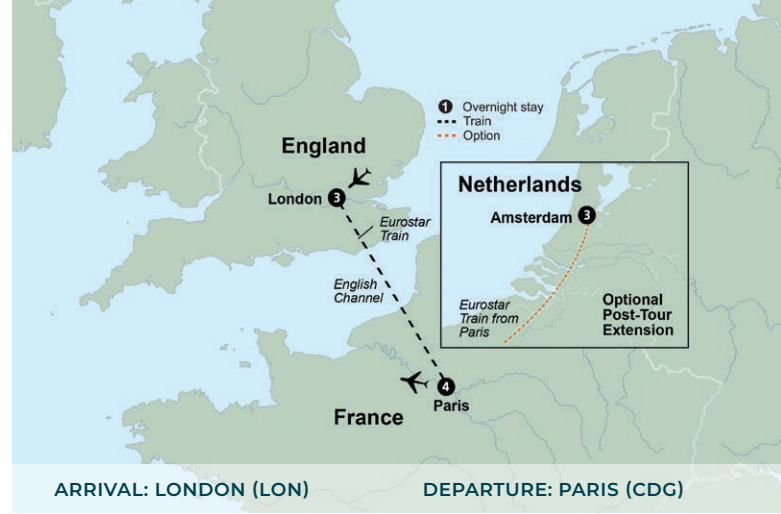 1 Overnight stay
Train
Option
England
London 3
Eurostar
Train
English
Channel
Netherlands
Amsterdam 3
Eurostar
Train from
Paris
Optional
Post-Tour
Extension
4
Paris
France
ARRIVAL: LONDON (LON)
DEPARTURE: PARIS (CDG)